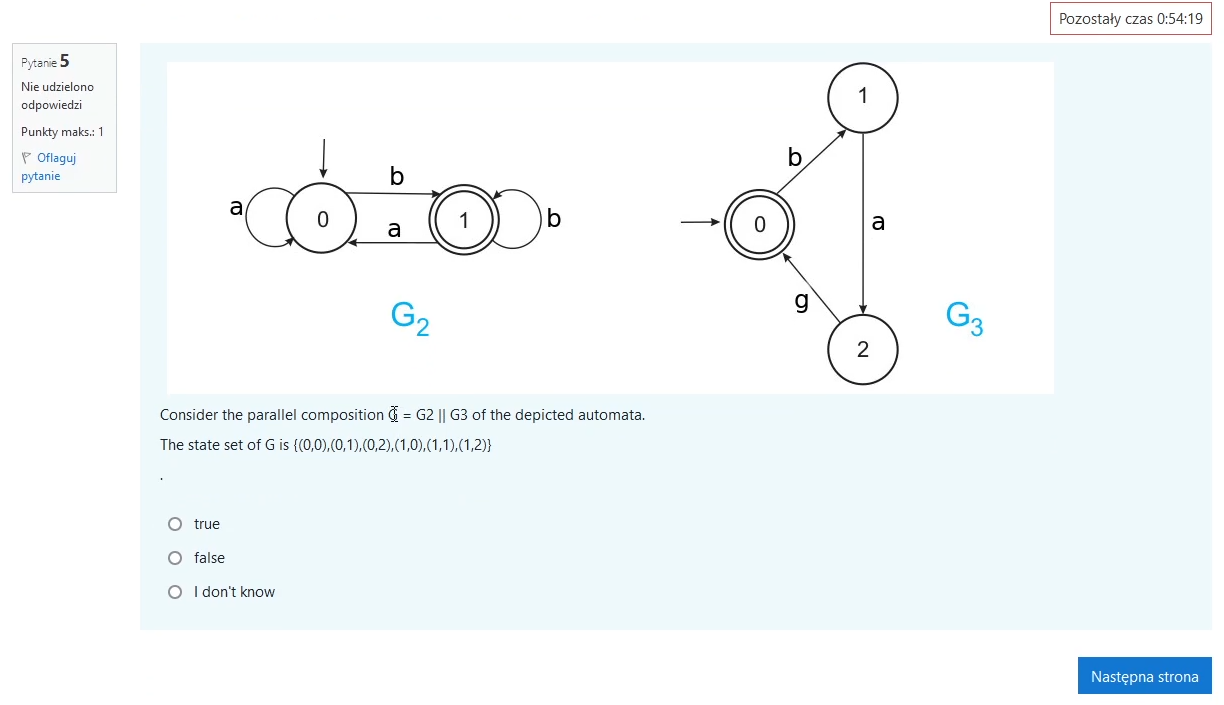 Pozostały czas 0:54:19
Pytanie 5
Nie udzielono
odpowiedzi
Punkty maks.: 1
Oflaguj
pytanie
a
0
b
a
1
b
G2
0
b
1
a
g
2
G3
Consider the parallel composition G = G2 || G3 of the depicted automata.
The state set of G is {(0,0),(0,1),(0,2),(1,0),(1,1),(1,2)}
.
true
false
I don't know
Następna strona